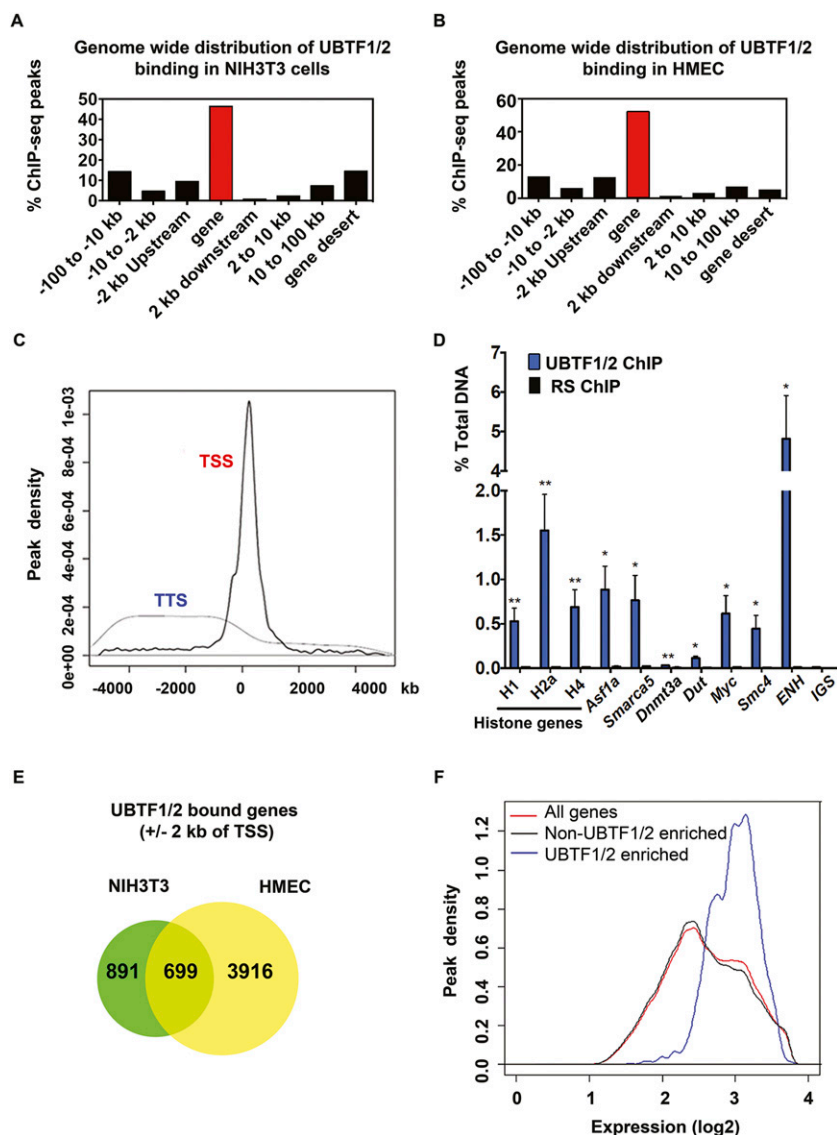 A
Genome wide distribution of UBTF1/2
binding in NIH3T3 cells
% ChIP-seq peaks
50
40
30
20
10
0
-100 to -10 kb
-10 to -2 kb
-2 kb Upstream
gene
2 kb downstream
2 to 10 kb
10 to 100 kb
gene desert
B
Genome wide distribution of UBTF1/2
binding in HMEC
% ChIP-seq peaks
60
40
20
0
-100 to -10 kb
-10 to -2 kb
-2 kb Upstream
gene
2 kb downstream
2 to 10 kb
10 to 100 kb
gene desert
C
Peak density
1e-03
8e-04
6e-04
4e-04
2e-04
0e+00
TSS
TTS
-4000
-2000
0
2000
4000
kb
D
% Total DNA
7
6
5
4
2.0
1.5
1.0
0.5
0.0
UBTF1/2 ChIP
RS ChIP
**
**
**
*
*
**
*
*
*
*
H1
H2a
H4
Asf1a
Smarca5
Dnmt3a
Dut
Myc
Smc4
ENH
IGS
Histone genes
E
UBTF1/2 bound genes
(+/- 2 kb of TSS)
NIH3T3
HMEC
891
699
3916
F
All genes
Non-UBTF1/2 enriched
UBTF1/2 enriched
Peak density
1.2
1.0
0.8
0.6
0.4
0.2
0.0
0
1
2
3
4
Expression (log2)